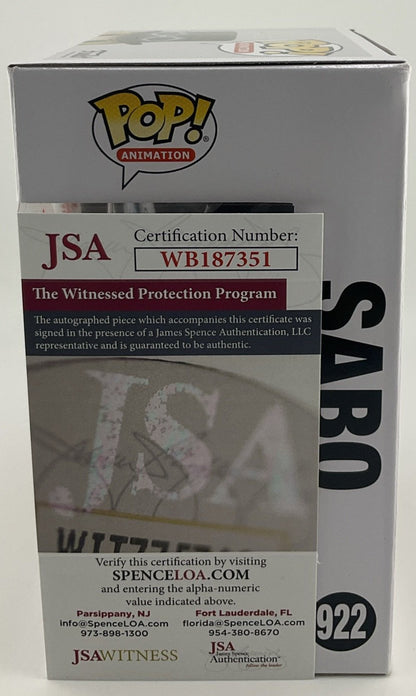 POP!
ANIMATION
JSA
Certification Number:
WB187351
The Witnessed Protection Program
The autographed piece which accompanies this certificate was
signed in the presence of a James Spence Authentication, LLC
representative and is guaranteed to be authentic.
JSA
Verify this certification by visiting
SPENCELOA.COM
and entering the alpha-numeric
value indicated above.
Parsippany, NJ
info@SpenceLOA.com
973-898-1300
Fort Lauderdale, FL
florida@SpenceLOA.com
954-380-8670
JSAWITNESS
JSA
James Spence
Authentication
follow the leader
SABO
922